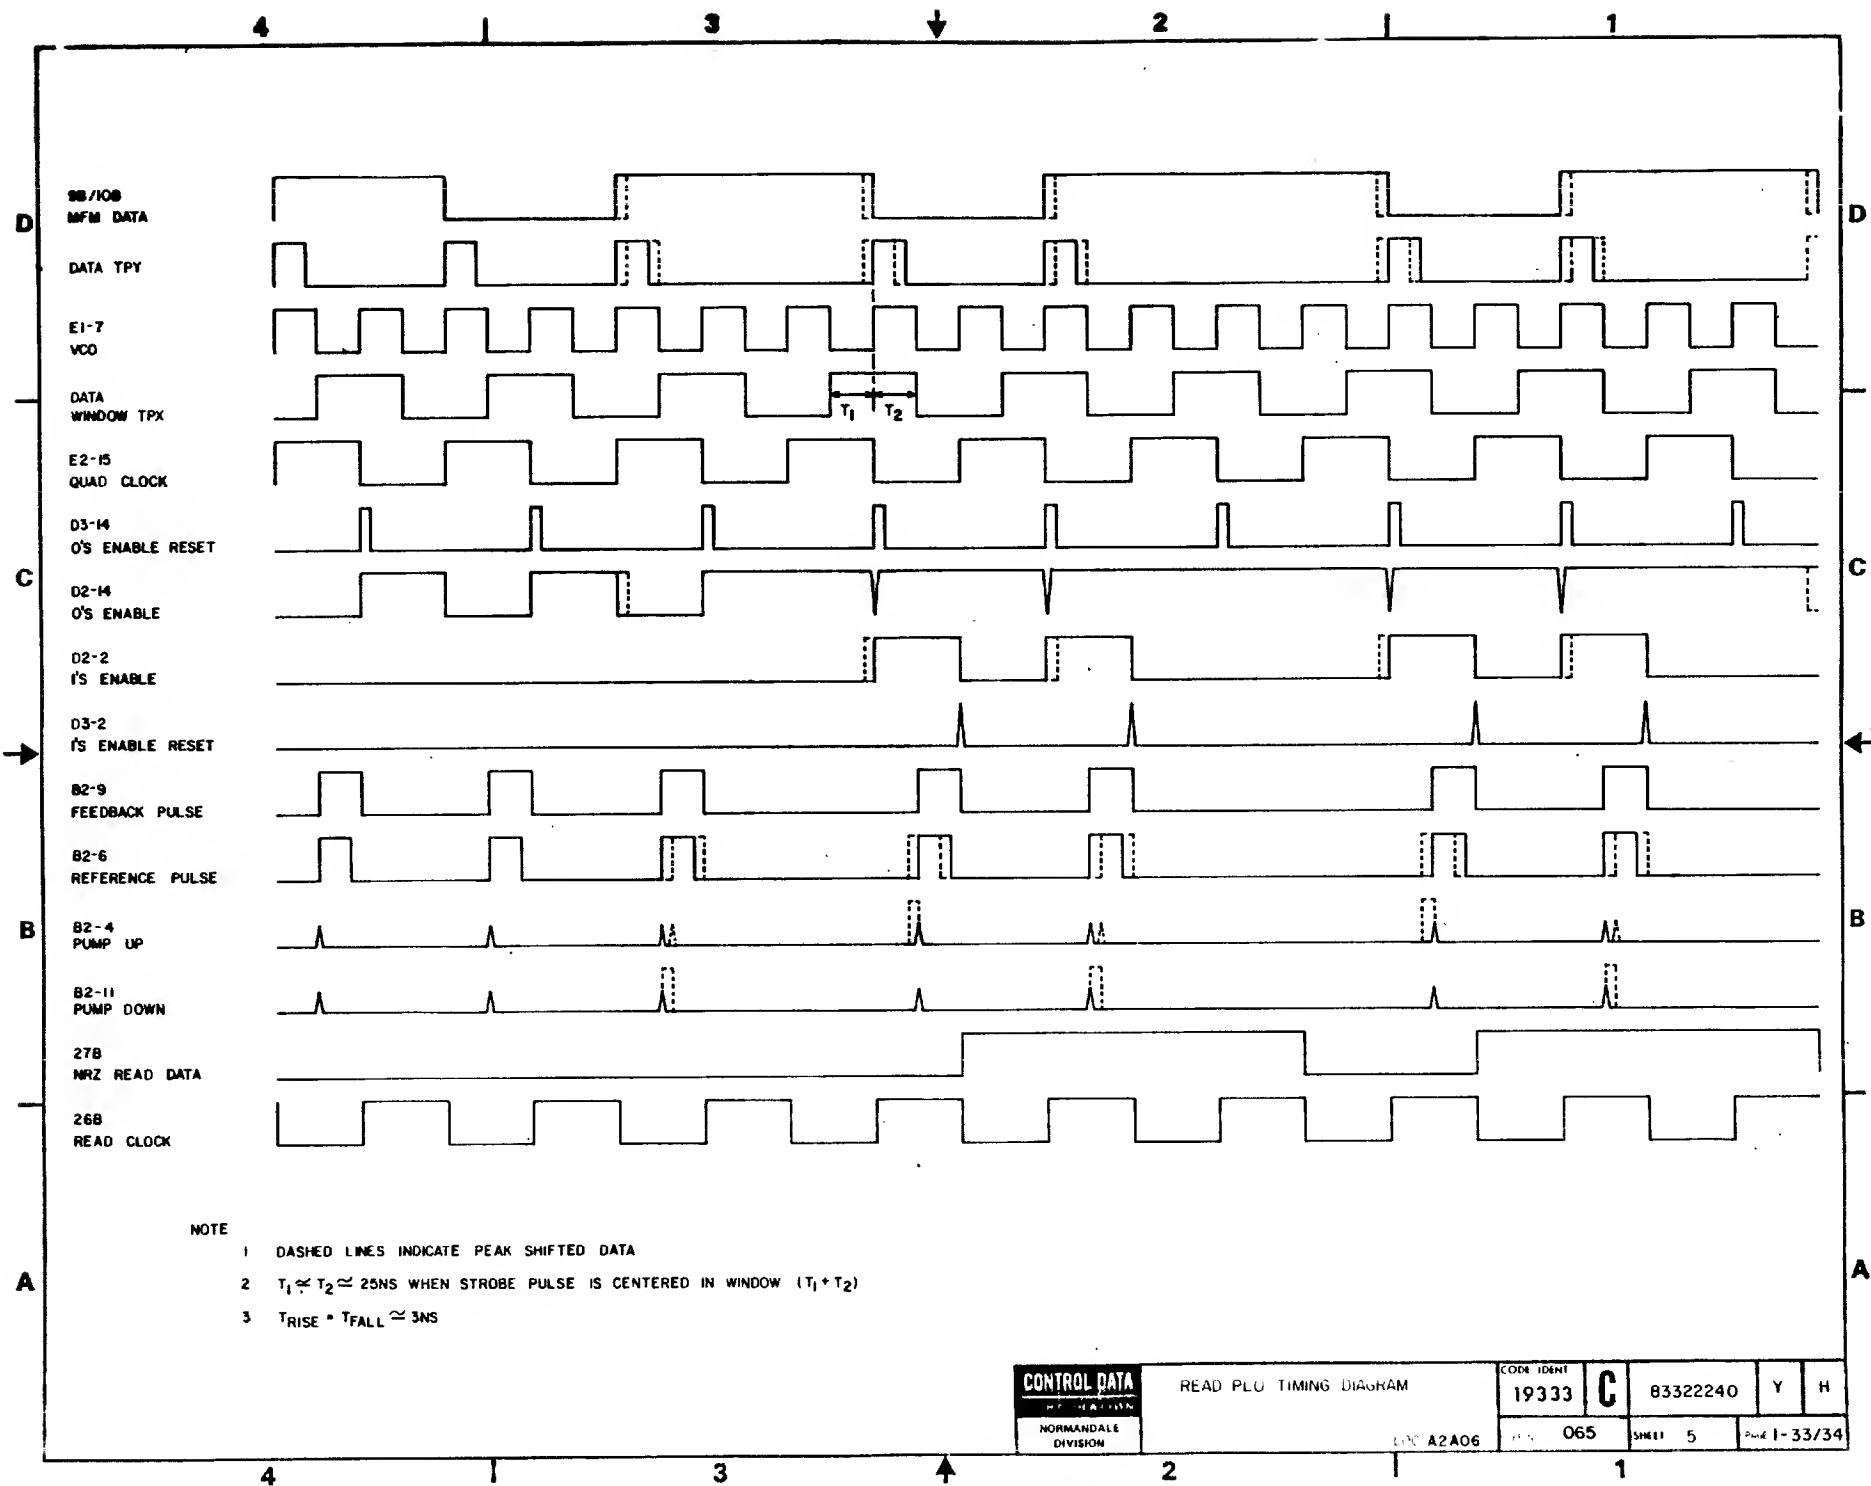 4 3 2 1
D D
9B/10B
MFM DATA
DATA TPY
E1-7
VCO
DATA
WINDOW TPX
T1 T2
E2-15
QUAD CLOCK
D3-14
O'S ENABLE RESET
C C
D2-14
O'S ENABLE
D2-2
I'S ENABLE
D3-2
I'S ENABLE RESET
B2-9
FEEDBACK PULSE
B2-6
REFERENCE PULSE
B B
B2-4
PUMP UP
B2-11
PUMP DOWN
27B
NRZ READ DATA
26B
READ CLOCK
NOTE
1 DASHED LINES INDICATE PEAK SHIFTED DATA
A A
2 T1 ≃ T2 ≃ 25NS WHEN STROBE PULSE IS CENTERED IN WINDOW (T1 + T2)
3 TRISE = TFALL ≃ 3NS
CONTROL DATA
NORMANDALE
DIVISION
READ PLO TIMING DIAGRAM
LOC A2A06
CODE IDENT
19333
C
83322240
Y
H
065
SHEET 5
PAGE 1-33/34
4 3 2 1